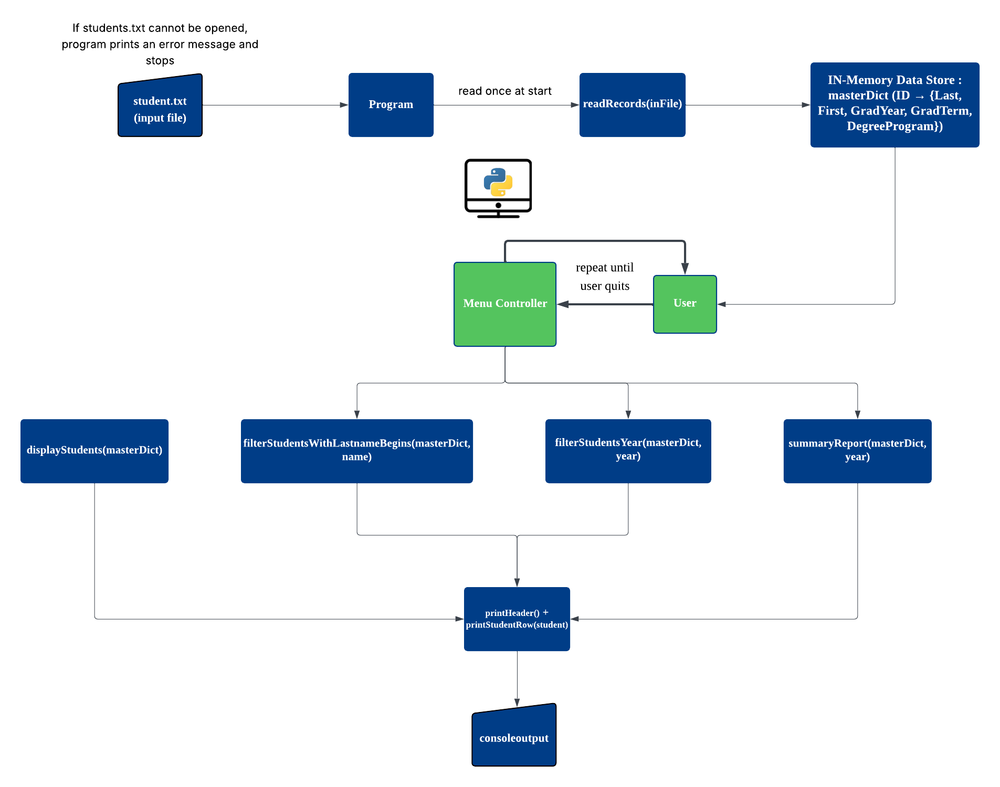 If students.txt cannot be opened,
program prints an error message and
stops
student.txt
(input file)
Program
read once at start
readRecords(inFile)
IN-Memory Data Store :
masterDict (ID → {Last,
First, GradYear, GradTerm,
DegreeProgram})
Menu Controller
repeat until
user quits
User
displayStudents(masterDict)
filterStudentsWithLastnameBegins(masterDict,
name)
filterStudentsYear(masterDict,
year)
summaryReport(masterDict,
year)
printHeader() +
printStudentRow(student)
consoleoutput